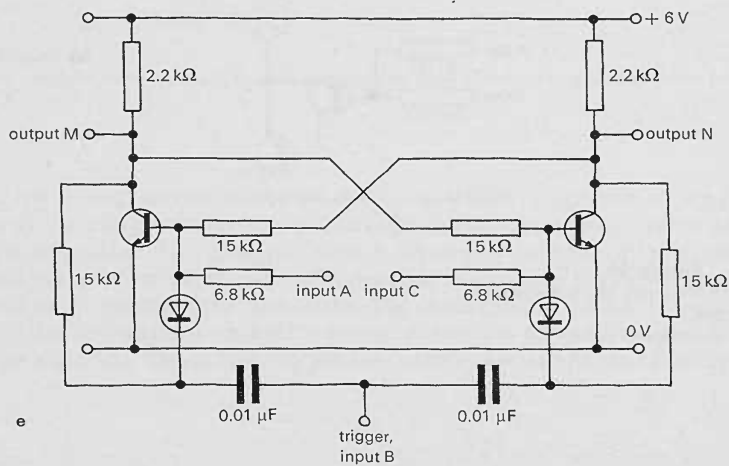 + 6 V
2.2 kΩ
2.2 kΩ
output M
output N
15 kΩ
15 kΩ
15 kΩ
15 kΩ
6.8 kΩ
input A
input C
6.8 kΩ
0 V
0.01 µF
0.01 µF
e
trigger,
input B